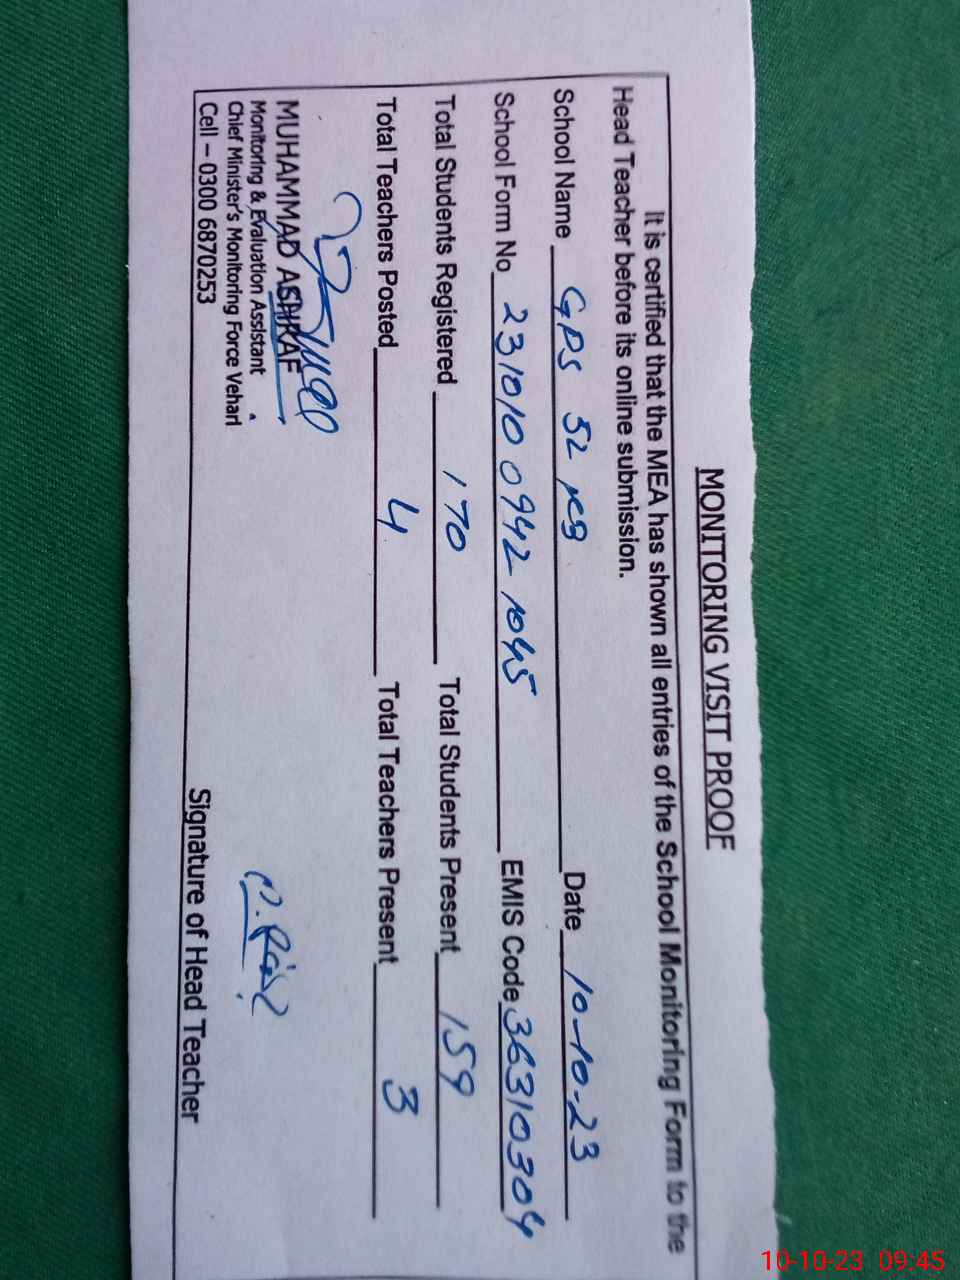 MONITORING VISIT PROOF
It is certified that the MEA has shown all entries of the School Monitoring Form to the
Head Teacher before its online submission.
School Name GPS 52 KB Date 10-10-23
School Form No 2310100942 1045 EMIS Code 36310304
Total Students Registered 170 Total Students Present 159
Total Teachers Posted 4 Total Teachers Present 3
MUHAMMAD ASHRAF
Monitoring & Evaluation Assistant
Chief Minister's Monitoring Force Vehari
Cell – 0300 6870253
Signature of Head Teacher
10-10-23 09:45